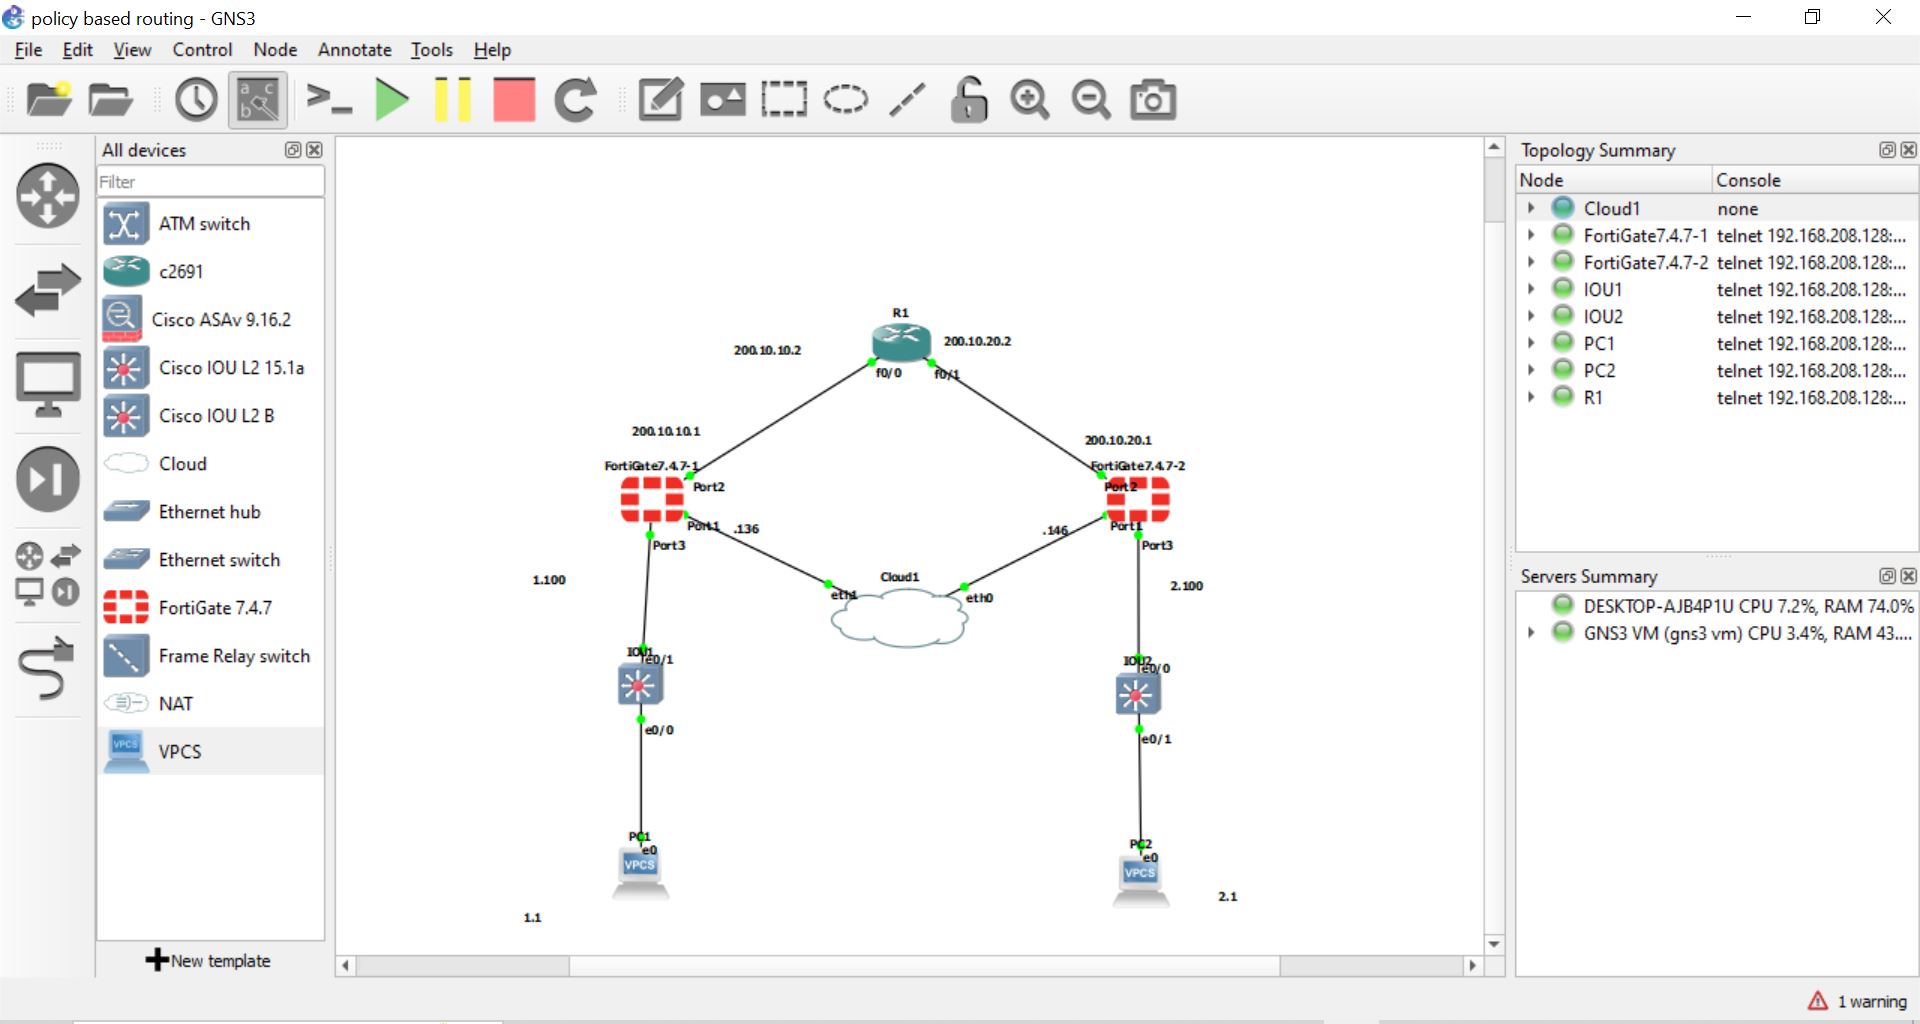 policy based routing - GNS3
File Edit View Control Node Annotate Tools Help
All devices
Filter
ATM switch
c2691
Cisco ASAv 9.16.2
Cisco IOU L2 15.1a
Cisco IOU L2 B
Cloud
Ethernet hub
Ethernet switch
FortiGate 7.4.7
Frame Relay switch
NAT
VPCS
New template
R1
200.10.10.2
200.10.20.2
f0/0
f0/1
200.10.10.1
200.10.20.1
FortiGate7.4.7-1
FortiGate7.4.7-2
Port2
Port2
Port1
.136
.146
Port1
Port3
Port3
1.100
Cloud1
2.100
eth1
eth0
IOU1
e0/1
IOU2
e0/0
e0/0
e0/1
PC1
e0
VPCS
PC2
e0
VPCS
2.1
1.1
Topology Summary
Node Console
Cloud1 none
FortiGate7.4.7-1 telnet 192.168.208.128:...
FortiGate7.4.7-2 telnet 192.168.208.128:...
IOU1 telnet 192.168.208.128:...
IOU2 telnet 192.168.208.128:...
PC1 telnet 192.168.208.128:...
PC2 telnet 192.168.208.128:...
R1 telnet 192.168.208.128:...
Servers Summary
DESKTOP-AJB4P1U CPU 7.2%, RAM 74.0%
GNS3 VM (gns3 vm) CPU 3.4%, RAM 43....
1 warning